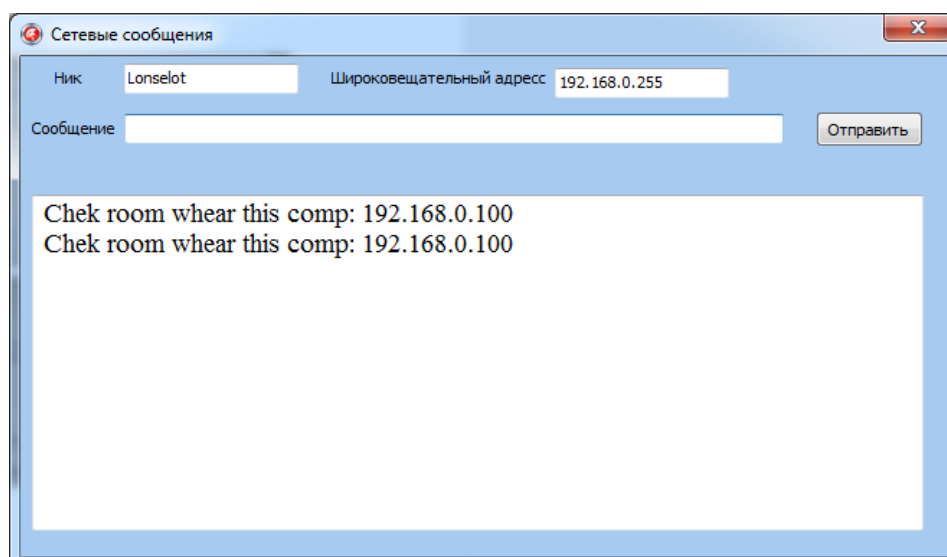 Сетевые сообщения
Ник Lonselot Широковещательный адресс 192.168.0.255
Сообщение Отправить
Chek room whear this comp: 192.168.0.100
Chek room whear this comp: 192.168.0.100